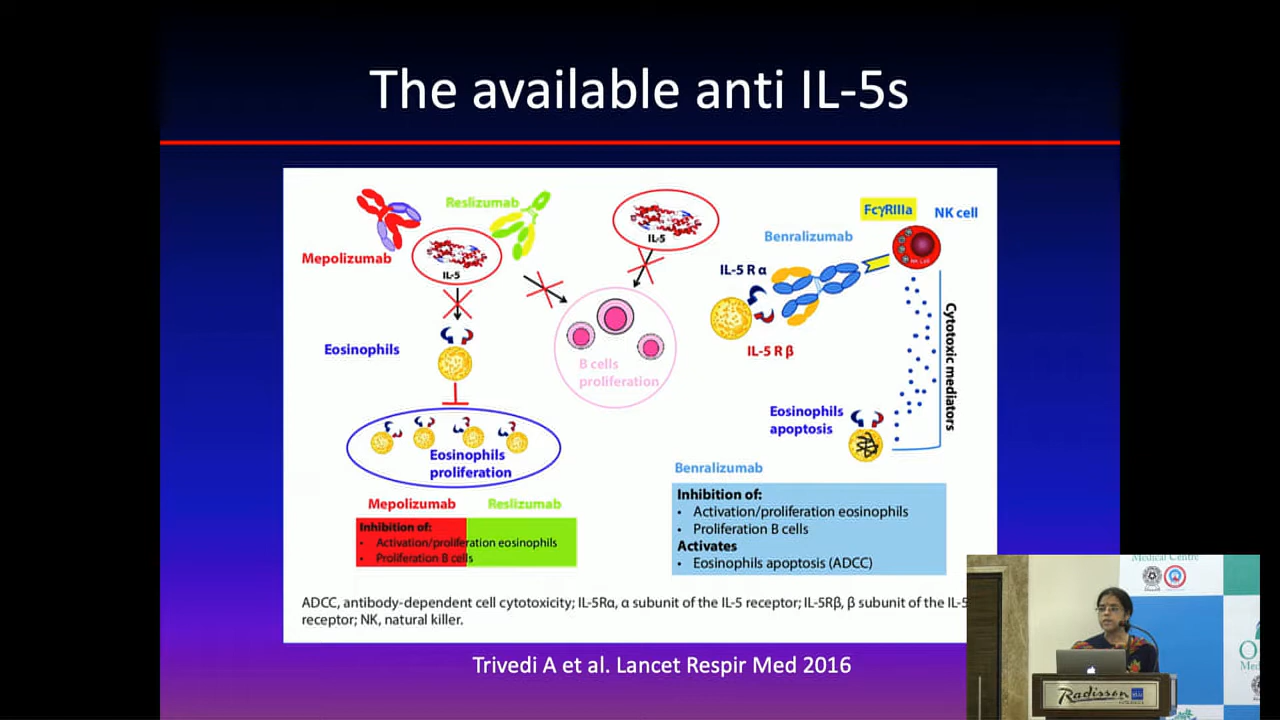 The available anti IL-5s
Reslizumab
Mepolizumab
IL-5
IL-5
Eosinophils
Eosinophils
proliferation
B cells
proliferation
Benralizumab
FcγRIIIa
NK cell
IL-5 R α
IL-5 R β
Cytotoxic mediators
Eosinophils
apoptosis
Mepolizumab
Reslizumab
Inhibition of:
• Activation/proliferation eosinophils
• Proliferation B cells
Benralizumab
Inhibition of:
• Activation/proliferation eosinophils
• Proliferation B cells
Activates
• Eosinophils apoptosis (ADCC)
ADCC, antibody-dependent cell cytotoxicity; IL-5Rα, α subunit of the IL-5 receptor; IL-5Rβ, β subunit of the IL-5
receptor; NK, natural killer.
Trivedi A et al. Lancet Respir Med 2016
Medical Centre
Radisson